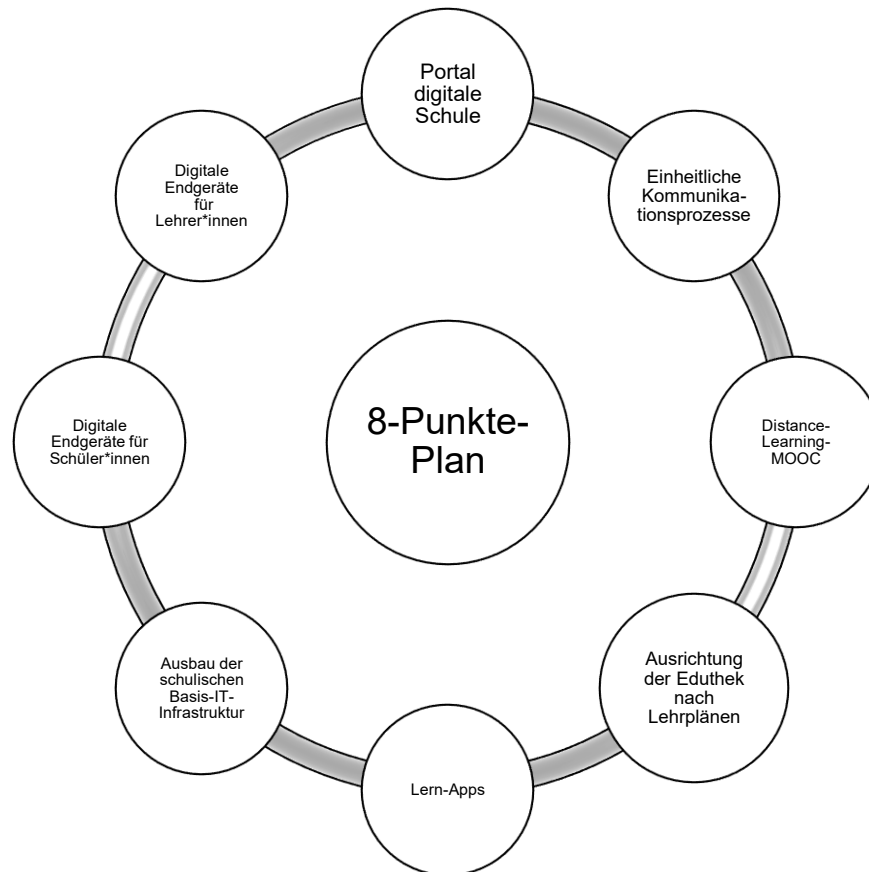 Portal
digitale
Schule
Einheitliche
Kommunika-
tionsprozesse
Distance-
Learning-
MOOC
Ausrichtung
der Eduthek
nach
Lehrplänen
Lern-Apps
Ausbau der
schulischen
Basis-IT-
Infrastruktur
Digitale
Endgeräte für
Schüler*innen
Digitale
Endgeräte
für
Lehrer*innen
8-Punkte-
Plan